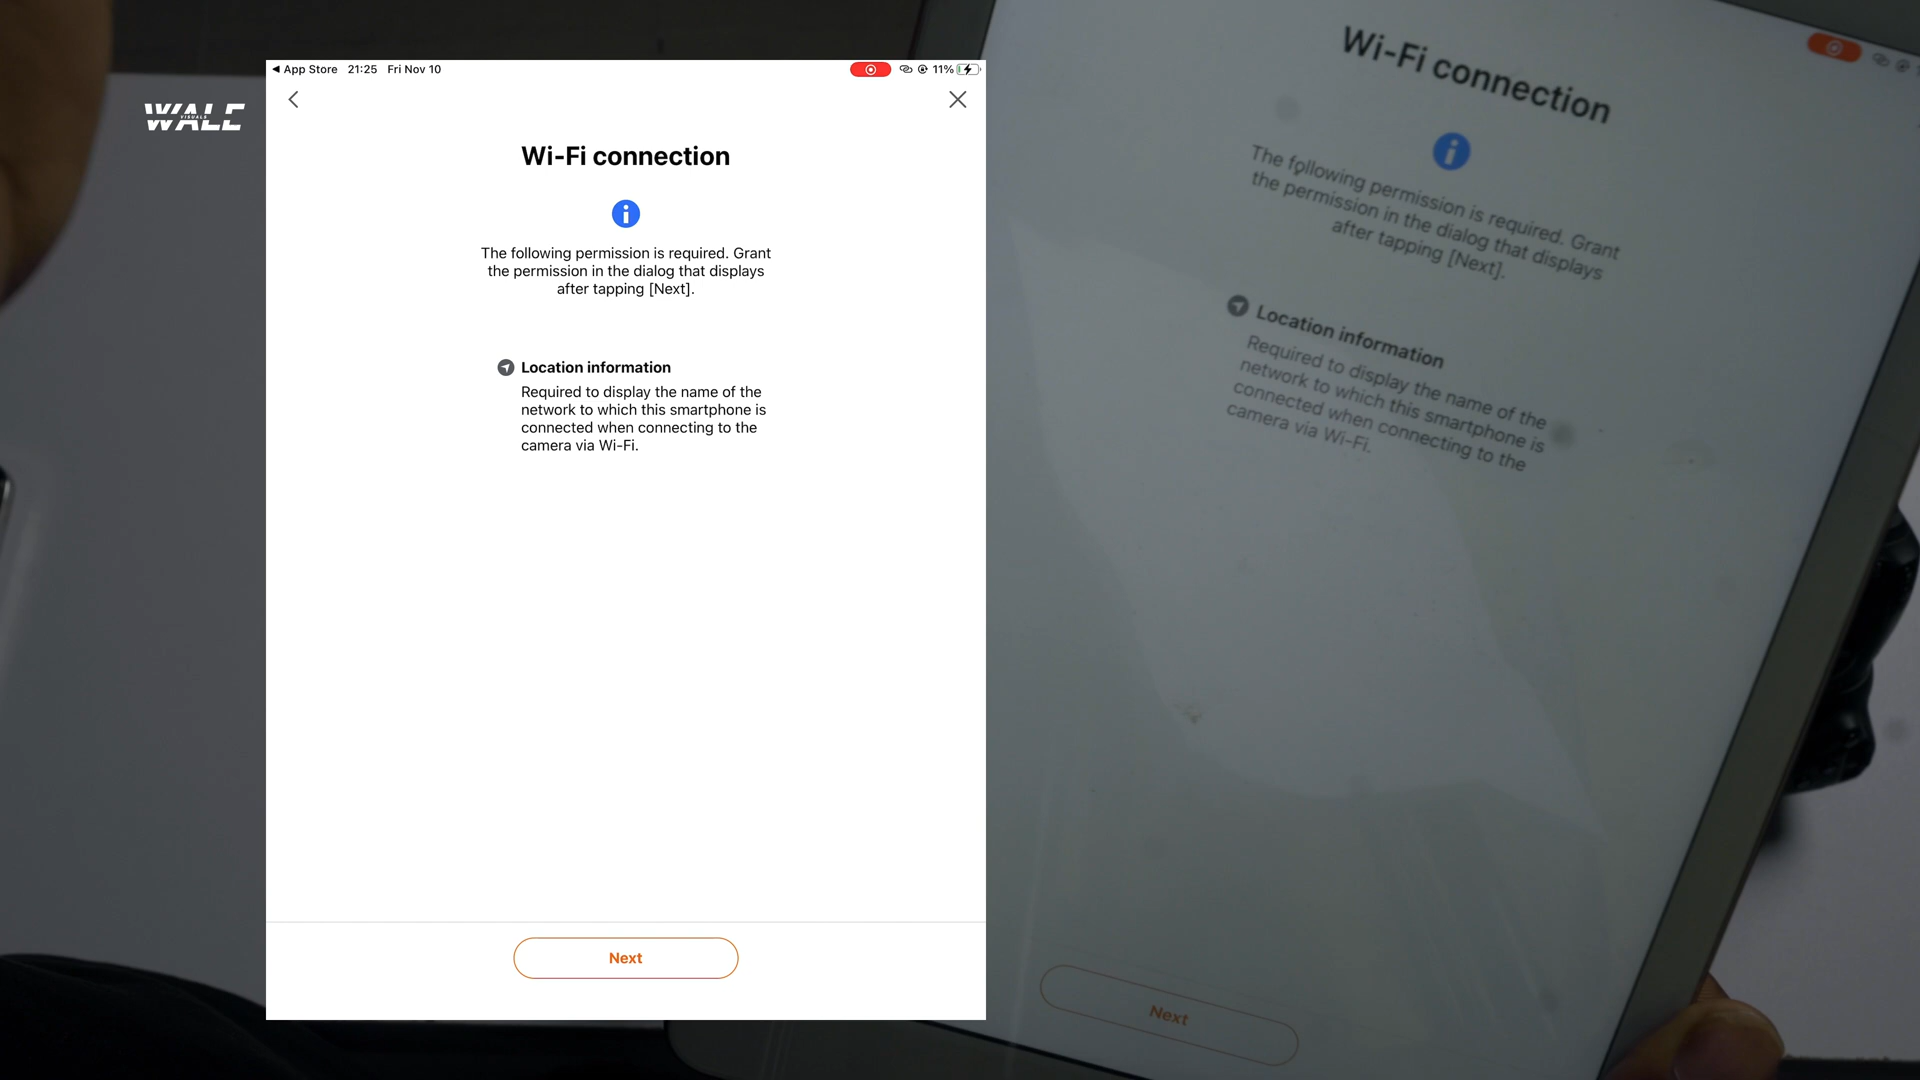 ◀ App Store 21:25 Fri Nov 10 11%
WALE
VISUALS
Wi-Fi connection
The following permission is required. Grant
the permission in the dialog that displays
after tapping [Next].
Location information
Required to display the name of the
network to which this smartphone is
connected when connecting to the
camera via Wi-Fi.
Next
Wi-Fi connection
The following permission is required. Grant
the permission in the dialog that displays
after tapping [Next].
Location information
Required to display the name of the
network to which this smartphone is
connected when connecting to the
camera via Wi-Fi.
Next